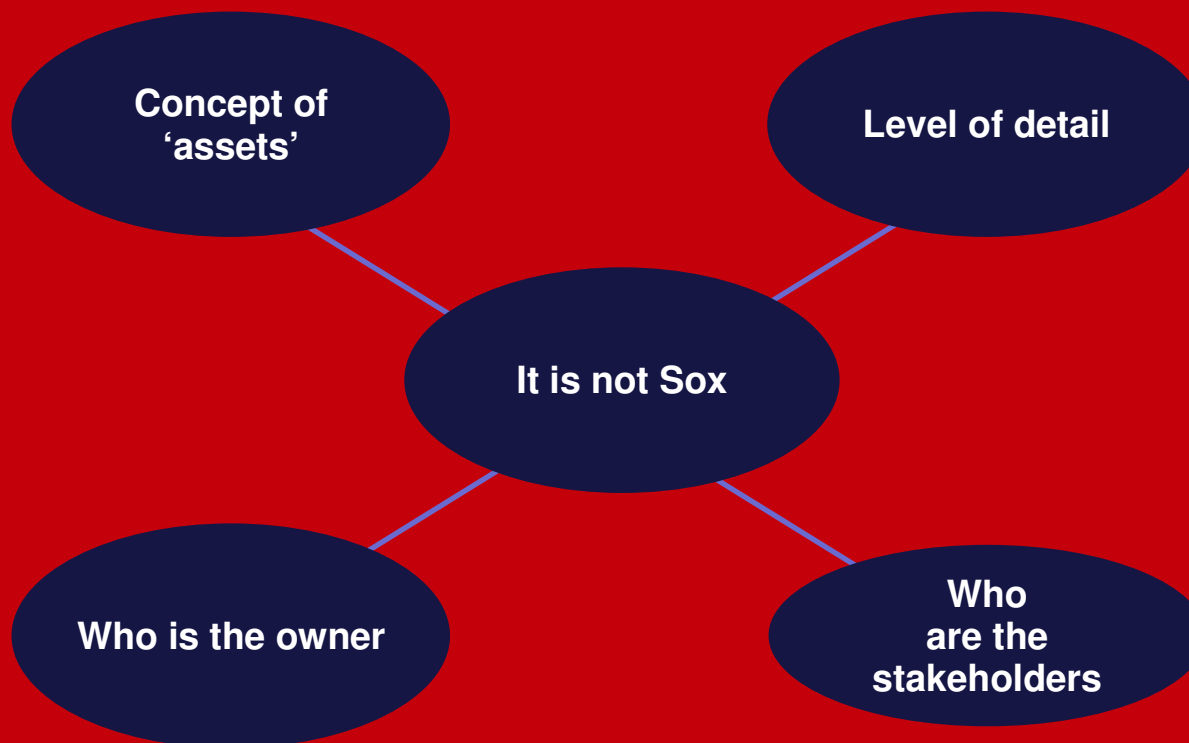 Concept of
‘assets’
Level of detail
It is not Sox
Who is the owner
Who
are the
stakeholders